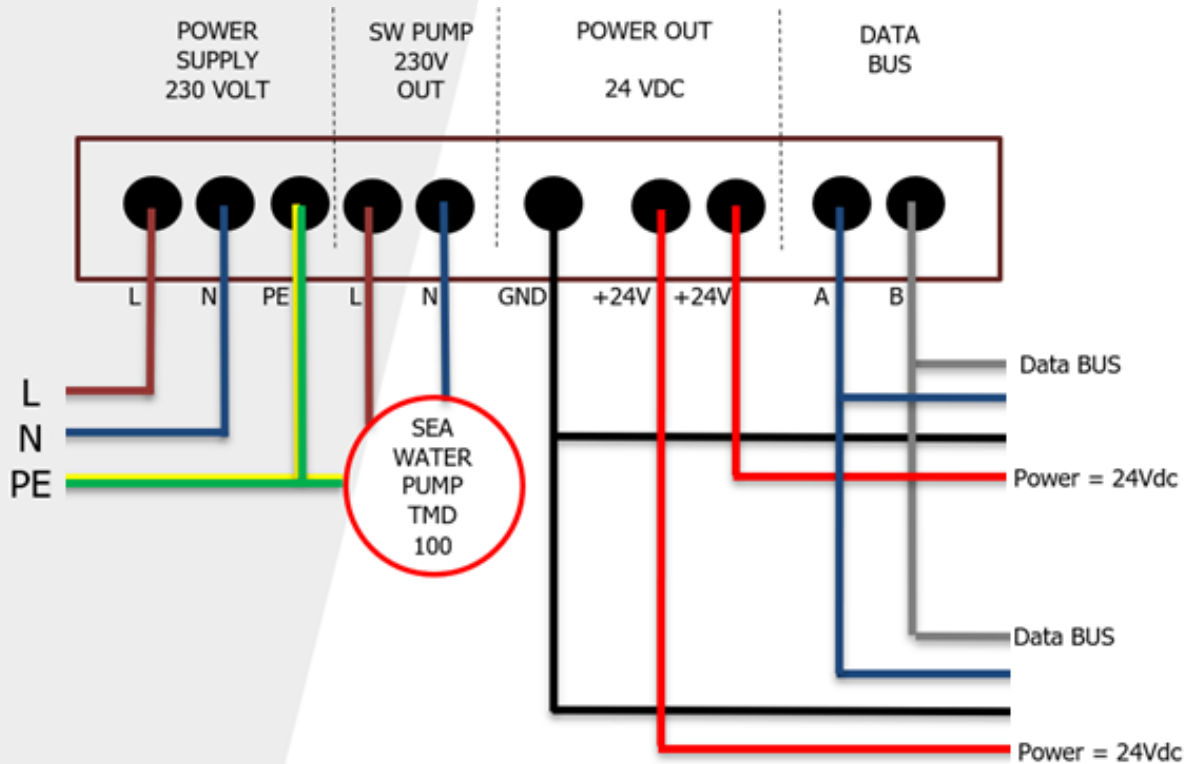 POWER
SUPPLY
230 VOLT
SW PUMP
230V
OUT
POWER OUT
24 VDC
DATA
BUS
L
N
PE
L
N
GND
+24V
+24V
A
B
L
N
PE
SEA
WATER
PUMP
TMD
100
Data BUS
Power = 24Vdc
Data BUS
Power = 24Vdc